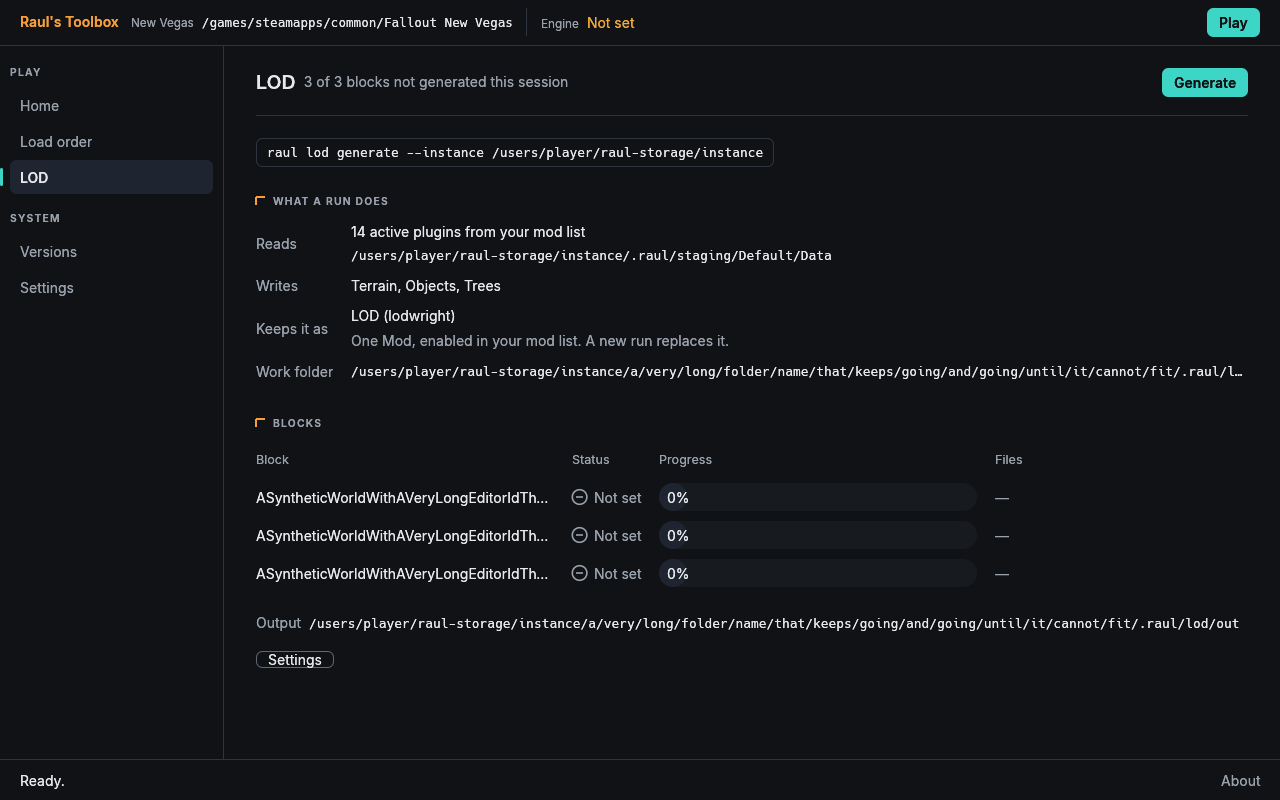 Raul's Toolbox New Vegas /games/steamapps/common/Fallout New Vegas Engine Not set Play
PLAY
Home
Load order
LOD
SYSTEM
Versions
Settings
LOD 3 of 3 blocks not generated this session Generate
raul lod generate --instance /users/player/raul-storage/instance
WHAT A RUN DOES
Reads 14 active plugins from your mod list
/users/player/raul-storage/instance/.raul/staging/Default/Data
Writes Terrain, Objects, Trees
Keeps it as LOD (lodwright)
One Mod, enabled in your mod list. A new run replaces it.
Work folder /users/player/raul-storage/instance/a/very/long/folder/name/that/keeps/going/and/going/until/it/cannot/fit/.raul/l…
BLOCKS
Block Status Progress Files
ASyntheticWorldWithAVeryLongEditorIdTh… Not set 0% —
ASyntheticWorldWithAVeryLongEditorIdTh… Not set 0% —
ASyntheticWorldWithAVeryLongEditorIdTh… Not set 0% —
Output /users/player/raul-storage/instance/a/very/long/folder/name/that/keeps/going/and/going/until/it/cannot/fit/.raul/lod/out
Settings
Ready. About